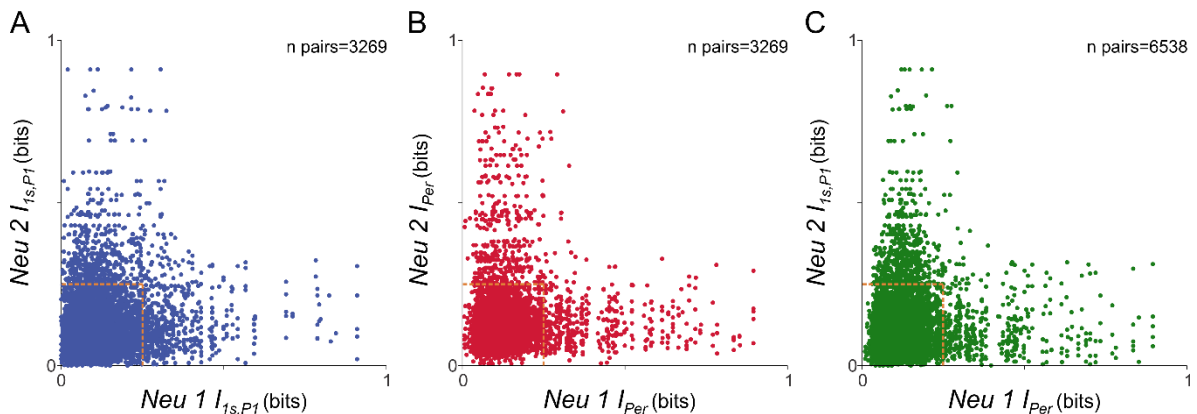 A
n pairs=3269
1
0
Neu 2 I1s,P1 (bits)
0
1
Neu 1 I1s,P1 (bits)
B
n pairs=3269
1
0
Neu 2 IPer (bits)
0
1
Neu 1 IPer (bits)
C
n pairs=6538
1
0
Neu 2 I1s,P1 (bits)
0
1
Neu 1 IPer (bits)